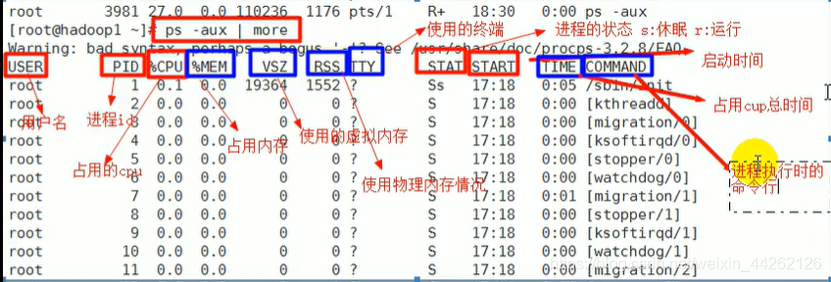 root 3981 27.0 0.0 110236 1176 pts/1 R+ 18:30 0:00 ps -aux
[root@hadoop1 ~]# ps -aux | more
使用的终端
进程的状态 s:休眠 r:运行
Warning: bad syntax, perhaps a bogus '-'? See /usr/share/doc/procps-3.2.8/FAQ
启动时间
USER PID %CPU %MEM VSZ RSS TTY STAT START TIME COMMAND
root 1 0.1 0.0 19364 1552 ? Ss 17:18 0:05 /sbin/init
占用cup总时间
root 2 0.0 0.0 0 0 ? S 17:18 0:00 [kthreadd]
用户名
进程id
占用内存
使用的虚拟内存
root 3 0.0 0.0 0 0 ? S 17:18 0:00 [migration/0]
root 4 0.0 0.0 0 0 ? S 17:18 0:00 [ksoftirqd/0]
root 5 0.0 0.0 0 0 ? S 17:18 0:00 [stopper/0]
占用的cpu
进程执行时的
命令行
root 6 0.0 0.0 0 0 ? S 17:18 0:00 [watchdog/0]
使用物理内存情况
root 7 0.0 0.0 0 0 ? S 17:18 0:01 [migration/1]
root 8 0.0 0.0 0 0 ? S 17:18 0:00 [stopper/1]
root 9 0.0 0.0 0 0 ? S 17:18 0:00 [ksoftirqd/1]
root 10 0.0 0.0 0 0 ? S 17:18 0:00 [watchdog/1]
https://blog.csdn.net/weixin_44262126
root 11 0.0 0.0 0 0 ? S 17:18 0:00 [migration/2]